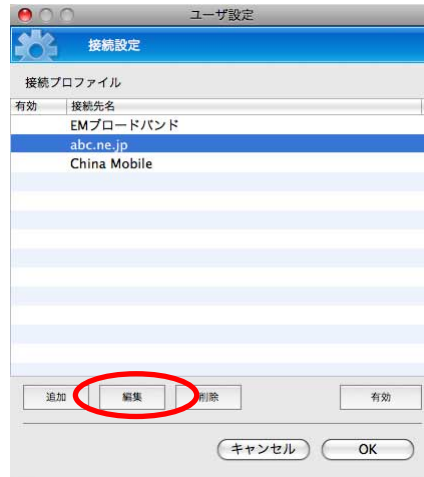 ユーザ設定
接続設定
接続プロファイル
有効 接続先名
EMブロードバンド
abc.ne.jp
China Mobile
追加 編集 削除 有効
キャンセル OK